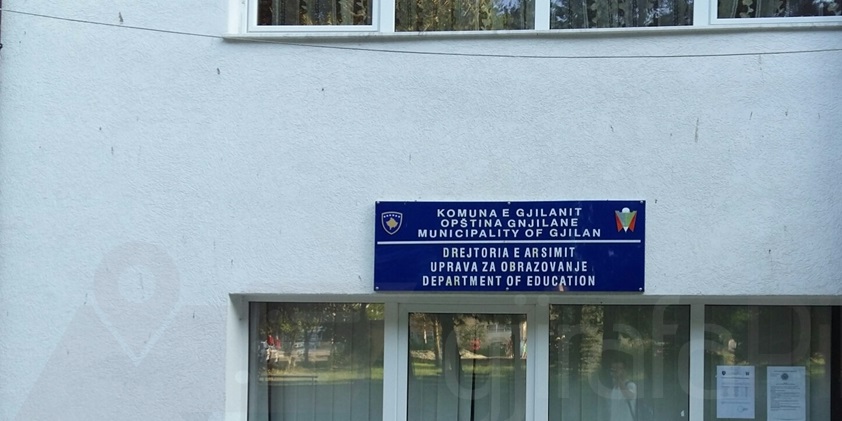 KOMUNA E GJILANIT
OPŠTINA GNJILANE
MUNICIPALITY OF GJILAN
DREJTORIA E ARSIMIT
UPRAVA ZA OBRAZOVANJE
DEPARTMENT OF EDUCATION